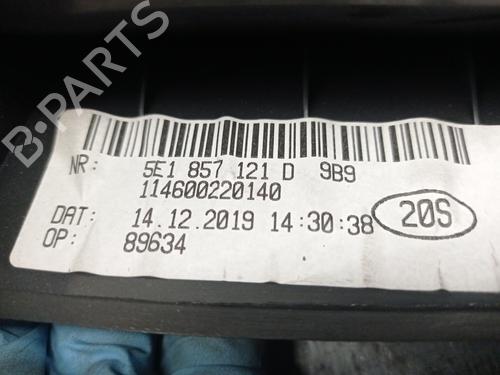 B-PARTS
NR: 5E1 857 121 D 9B9
114600220140
DAT: 14.12.2019 14:30:38
20S
OP: 89634